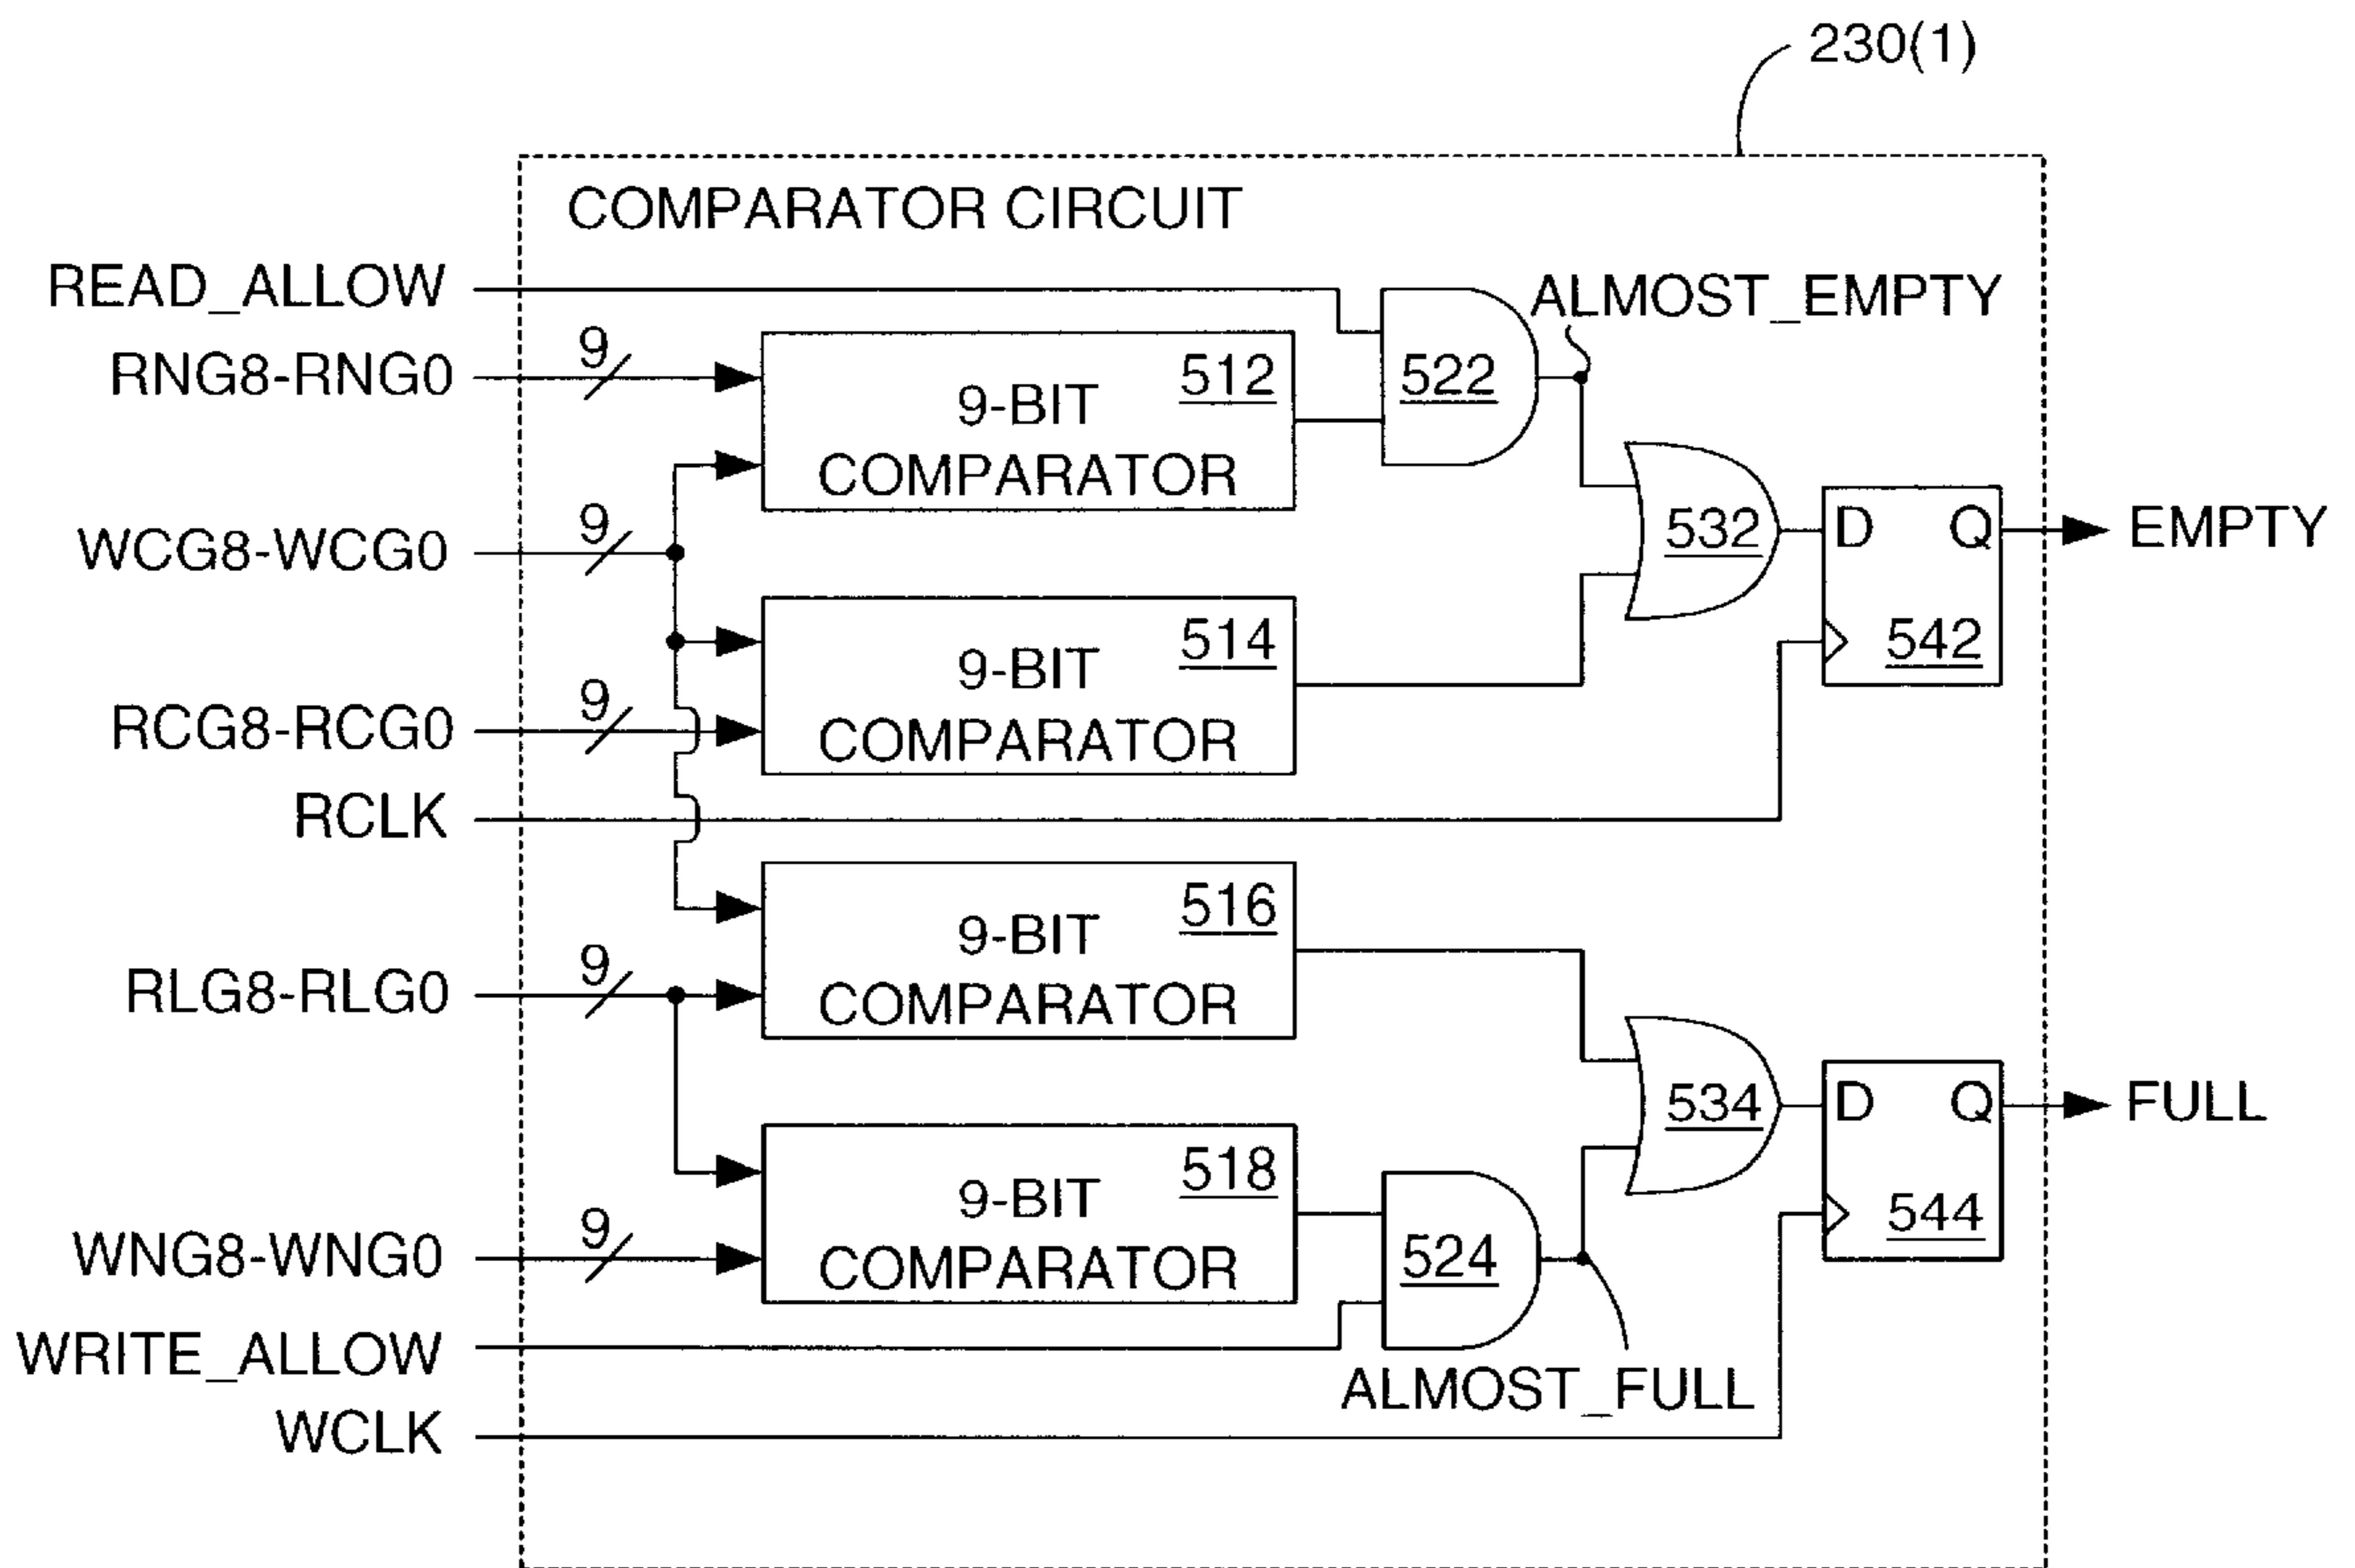 230(1)
COMPARATOR CIRCUIT
READ_ALLOW
ALMOST_EMPTY
RNG8-RNG0
9
9-BIT
COMPARATOR
512
522
WCG8-WCG0
9
532
D
Q
542
EMPTY
9-BIT
COMPARATOR
514
RCG8-RCG0
9
RCLK
9-BIT
COMPARATOR
516
RLG8-RLG0
9
534
D
Q
544
FULL
9-BIT
COMPARATOR
518
524
WNG8-WNG0
9
WRITE_ALLOW
ALMOST_FULL
WCLK